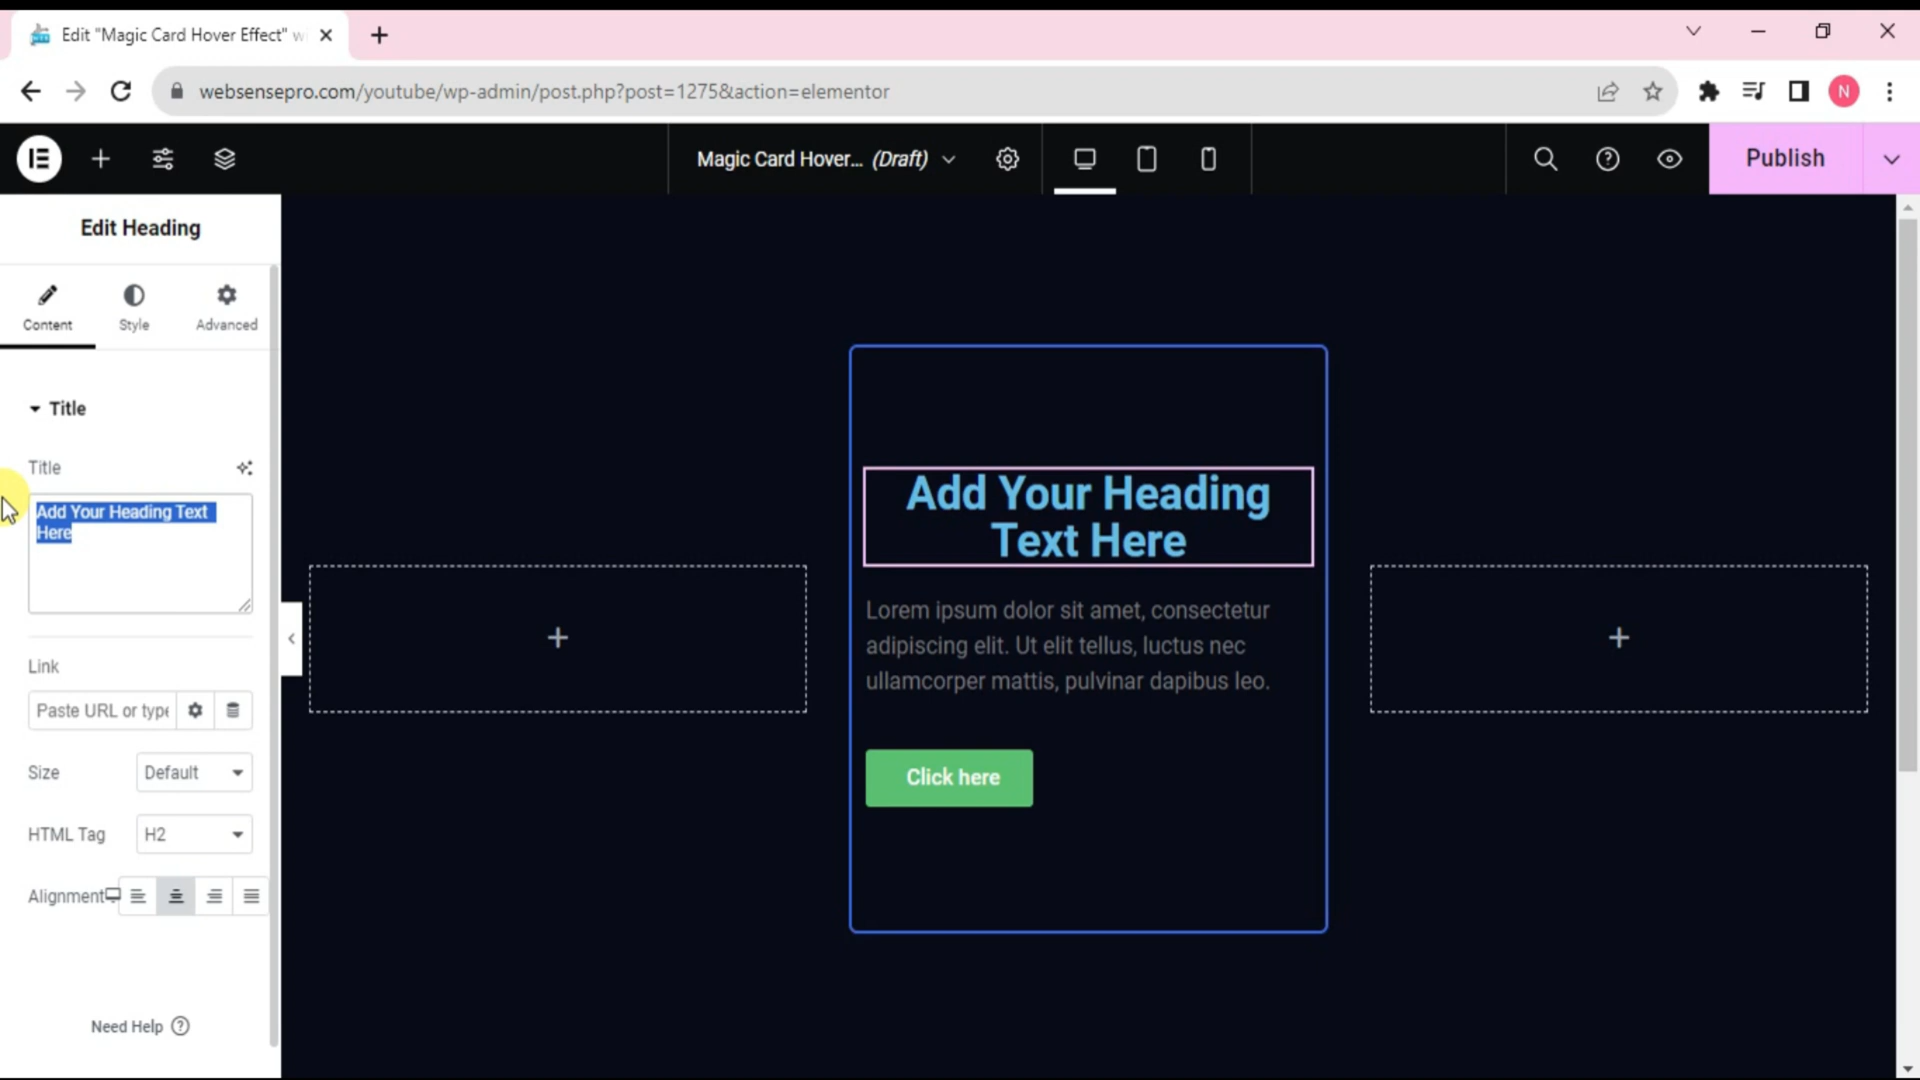 Edit "Magic Card Hover Effect" w
websensepro.com/youtube/wp-admin/post.php?post=1275&action=elementor
N
Magic Card Hover... (Draft)
Publish
Edit Heading
Content
Style
Advanced
Title
Title
Add Your Heading Text
Here
Link
Paste URL or type
Size
Default
HTML Tag
H2
Alignment
Need Help
Add Your Heading
Text Here
Lorem ipsum dolor sit amet, consectetur
adipiscing elit. Ut elit tellus, luctus nec
ullamcorper mattis, pulvinar dapibus leo.
Click here